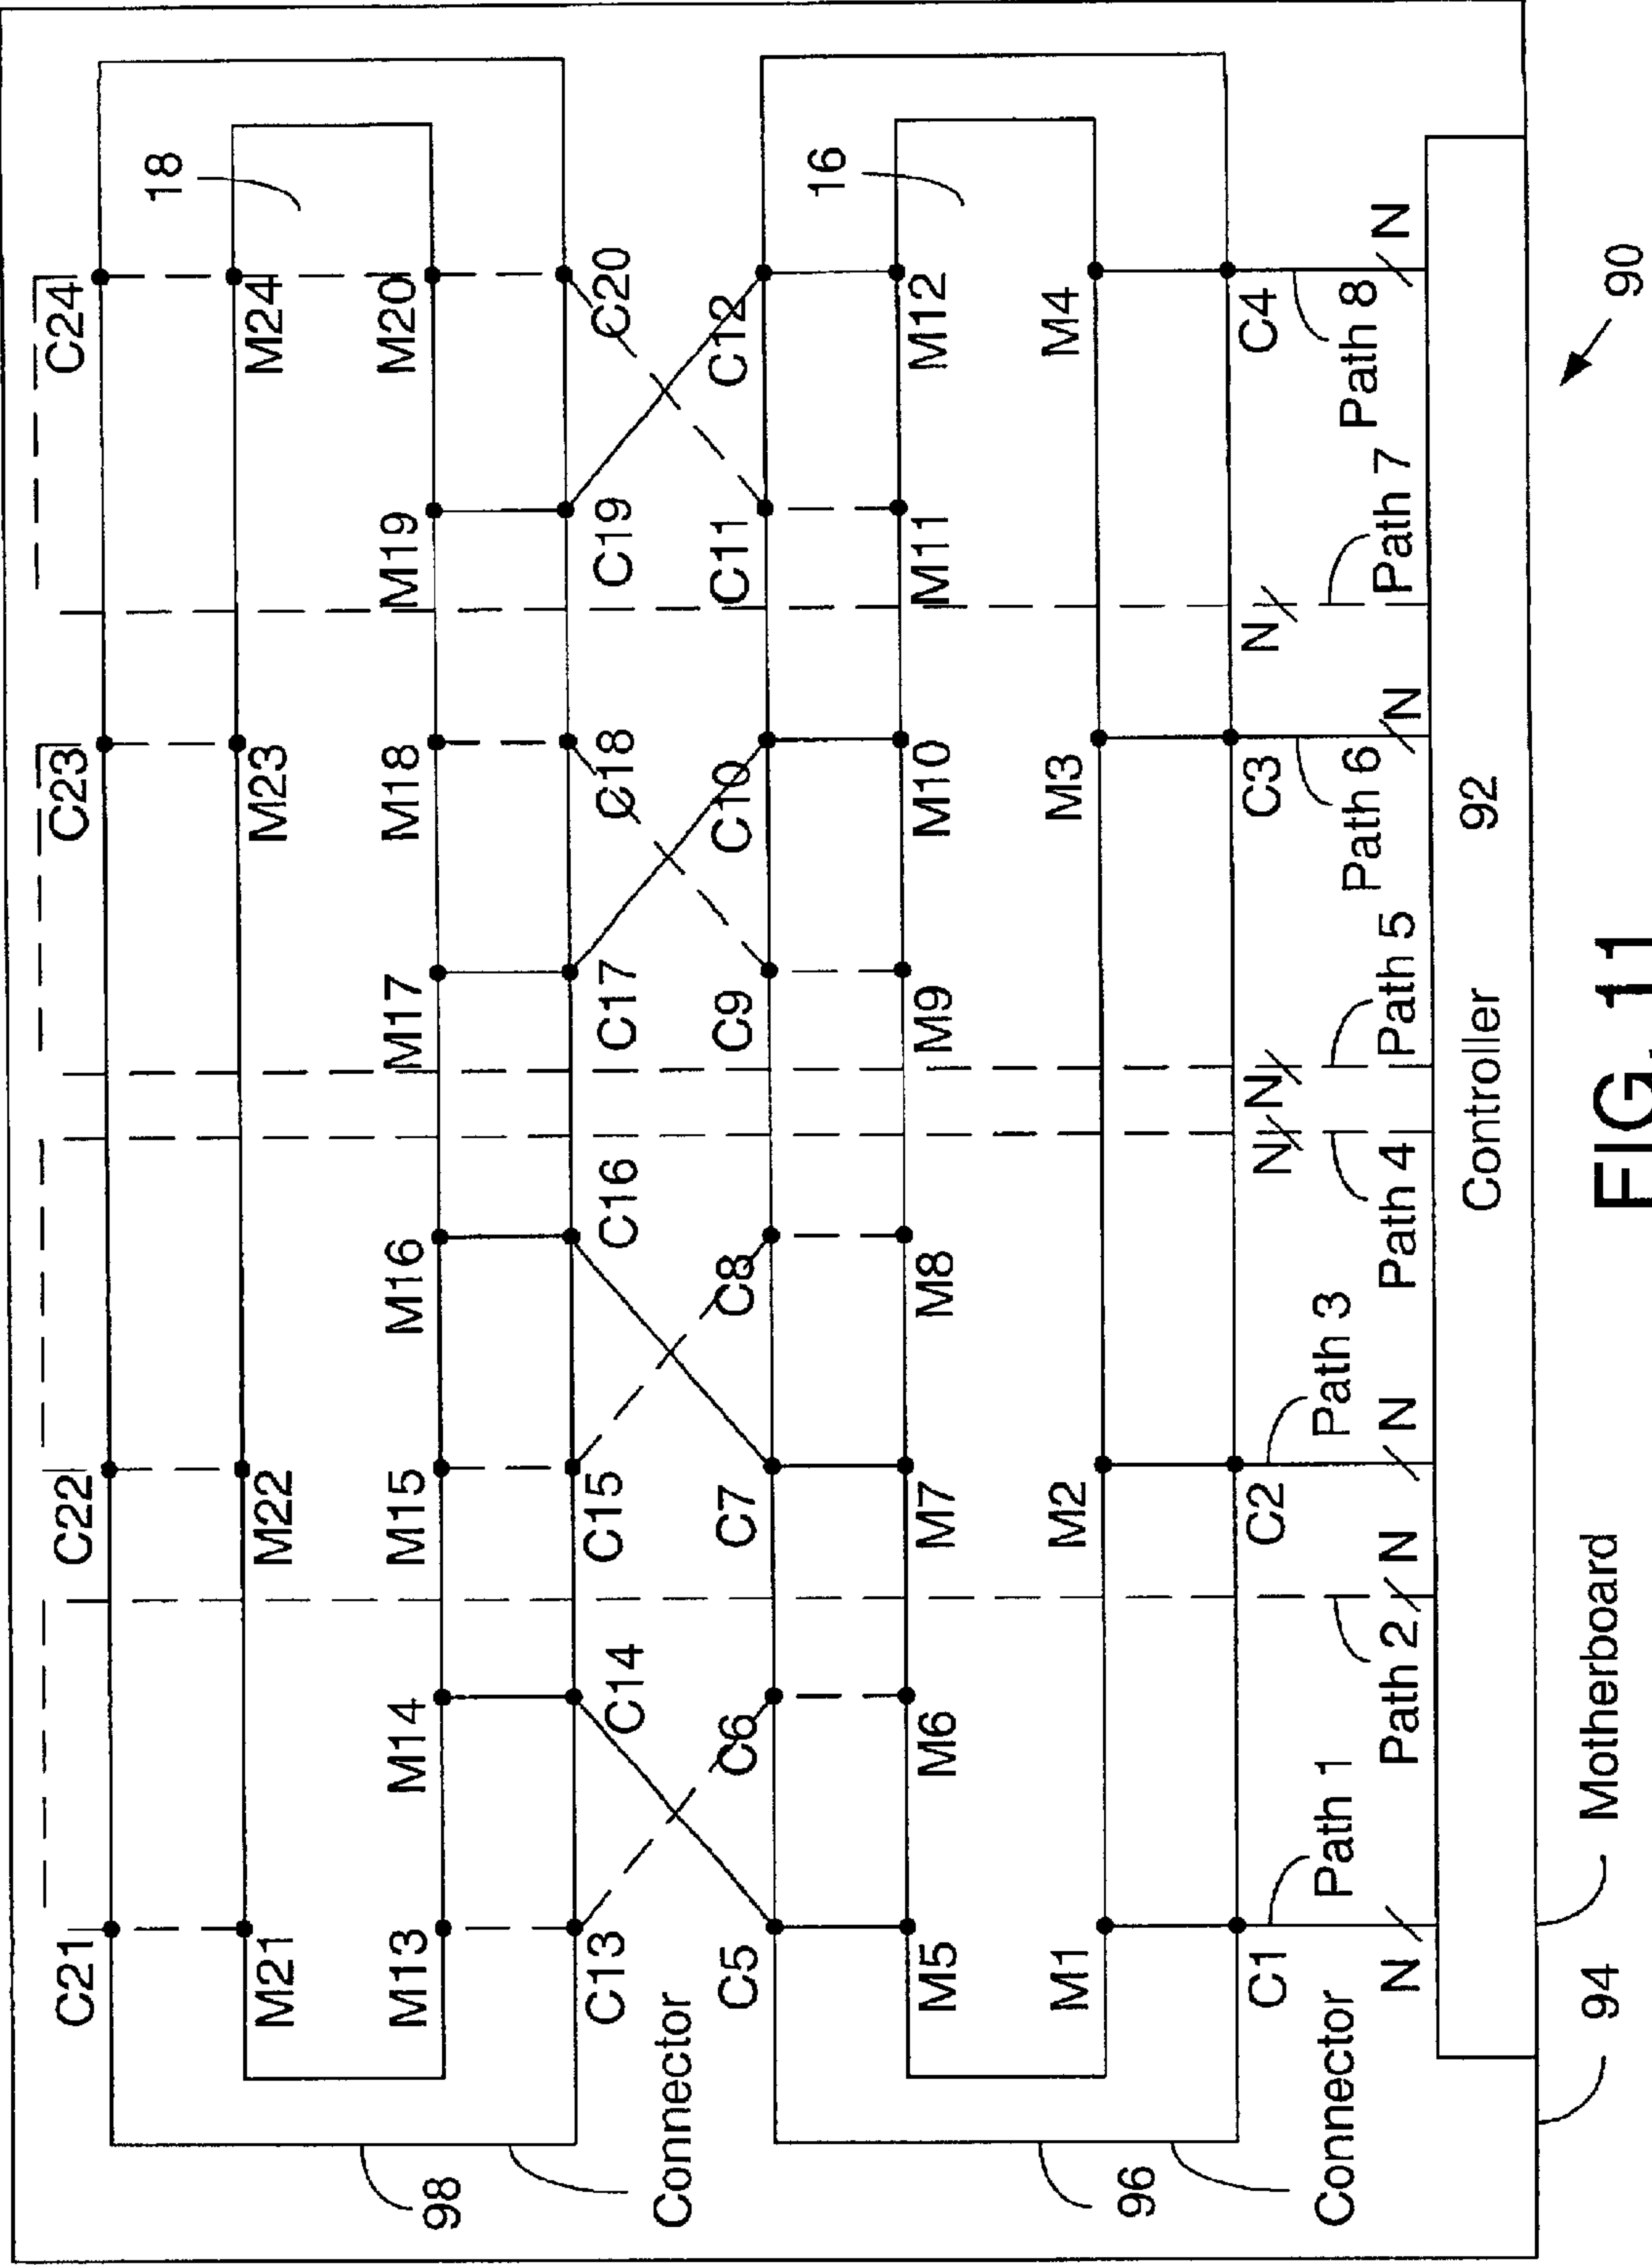 C21 C22 C23 C24
18
M21 M22 M23 M24
M13 M14 M15 M16 M17 M18 M19 M20
98
C13 C14 C15 C16 C17 C18 C19 C20
Connector
C5 C6 C7 C8 C9 C10 C11 C12
16
M5 M6 M7 M8 M9 M10 M11 M12
M1 M2 M3 M4
96
C1 C2 N N C3 N C4
Connector Path 1 Path 3 Path 6 Path 8
N Path 2 N N Path 4 Path 5 N Path 7 N
Controller 92
94 Motherboard
FIG. 11
90